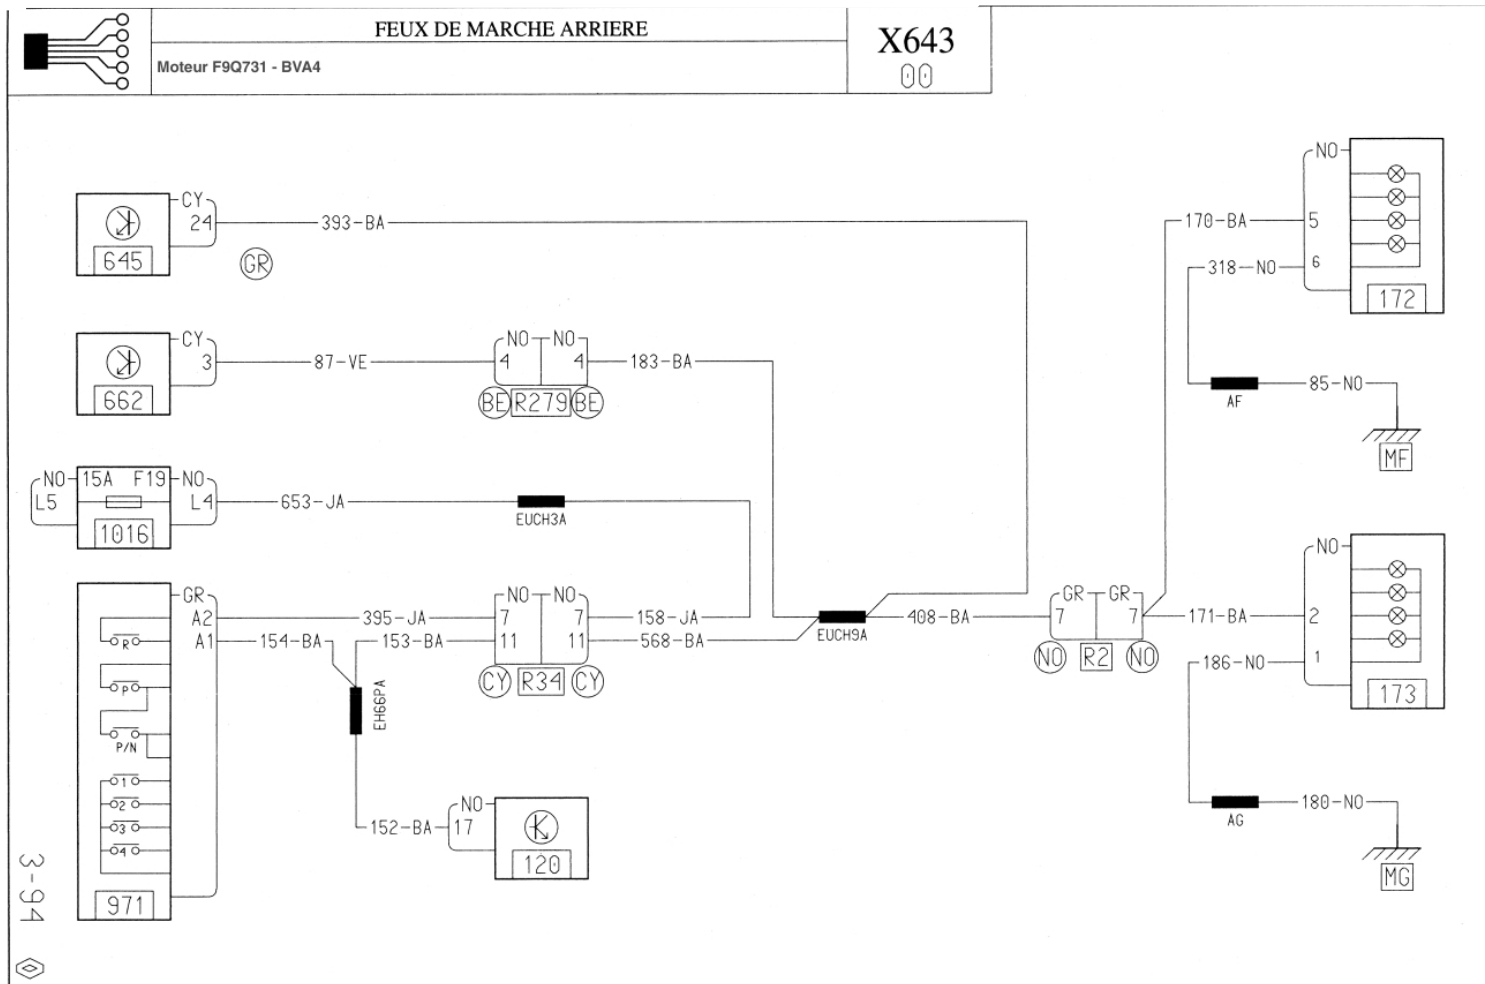 FEUX DE MARCHE ARRIERE
Moteur F9Q731 - BVA4
X643
00
NO
5
6
172
170-BA
318-NO
AF
85-NO
MF
CY
24
645
393-BA
GR
CY
3
662
87-VE
NO NO
4 4
BE R279 BE
183-BA
NO 15A F19 NO
L5 L4
1016
653-JA
EUCH3A
GR
A2
A1
R
P
P/N
1
2
3
4
971
395-JA
154-BA
153-BA
EH66PA
NO NO
7 7
11 11
CY R34 CY
158-JA
568-BA
152-BA
NO
17
120
EUCH9A
408-BA
GR GR
7 7
NO R2 NO
171-BA
186-NO
NO
2
1
173
AG
180-NO
MG
3-94